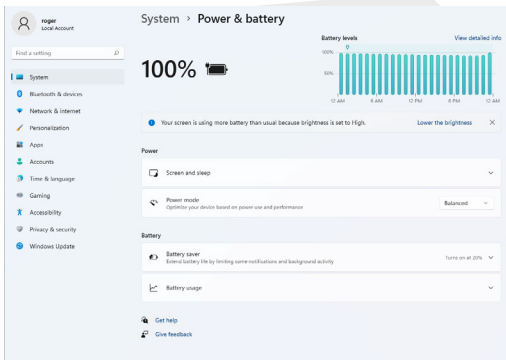 roger
Local Account
Find a setting
System
Bluetooth & devices
Network & internet
Personalization
Apps
Accounts
Time & language
Gaming
Accessibility
Privacy & security
Windows Update
System > Power & battery
100%
Battery levels View detailed info
100%
50%
12 AM 6 AM 12 PM 6 PM 12 AM
Your screen is using more battery than usual because brightness is set to High. Lower the brightness
Power
Screen and sleep
Power mode
Optimize your device based on power use and performance
Balanced
Battery
Battery saver
Extend battery life by limiting some notifications and background activity
Turns on at 20%
Battery usage
Get help
Give feedback